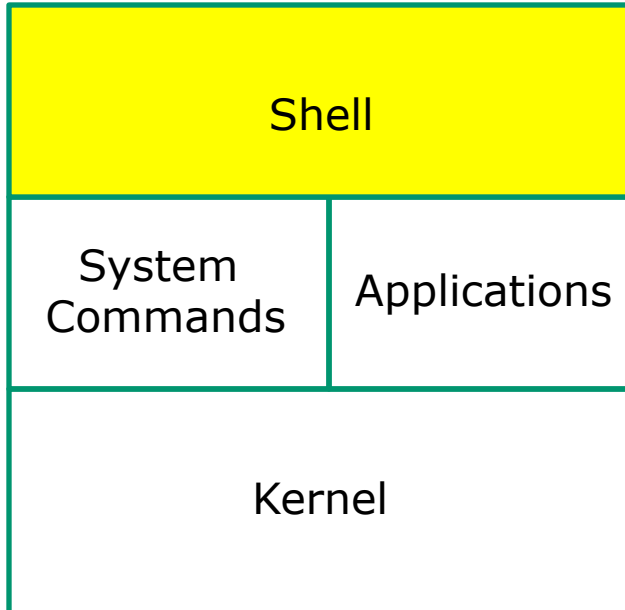 Shell
System
Commands
Applications
Kernel